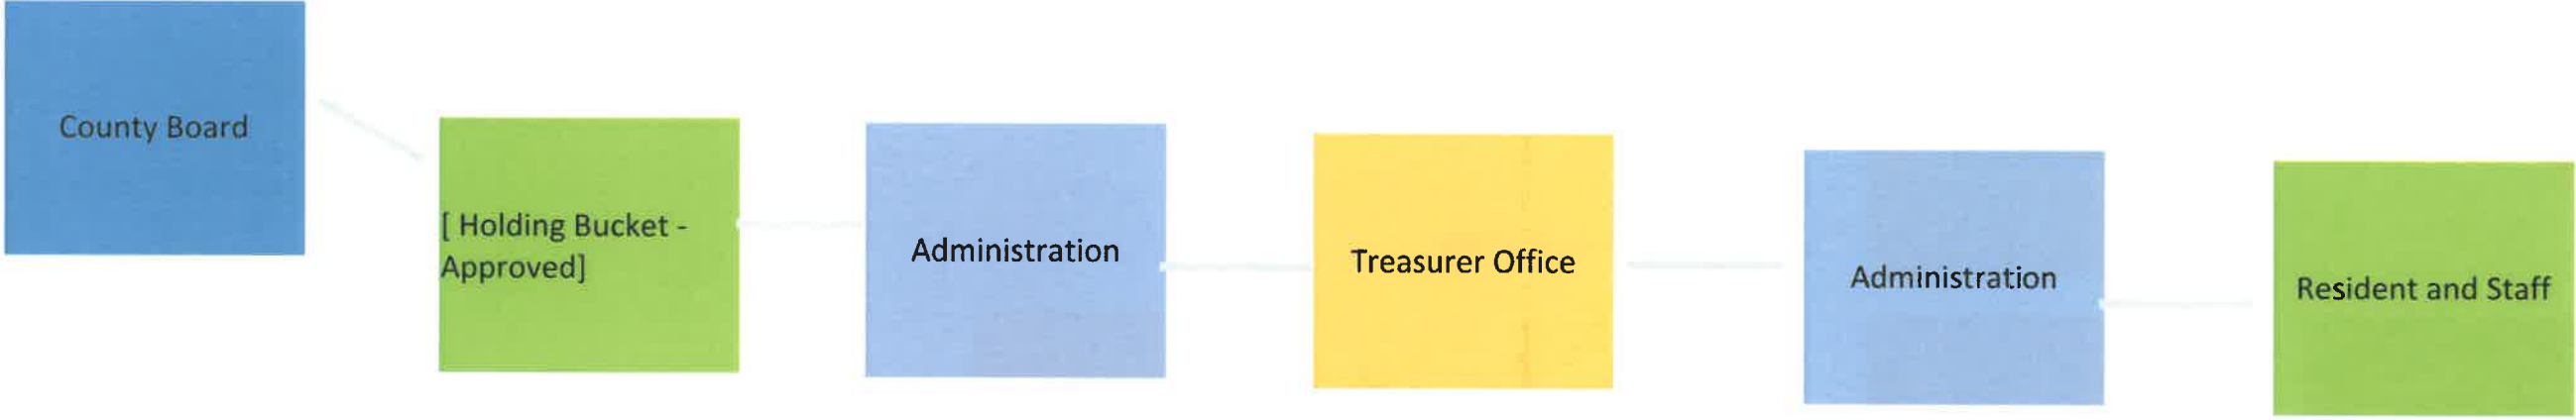 County Board
[ Holding Bucket -
Approved]
Administration
Treasurer Office
Administration
Resident and Staff